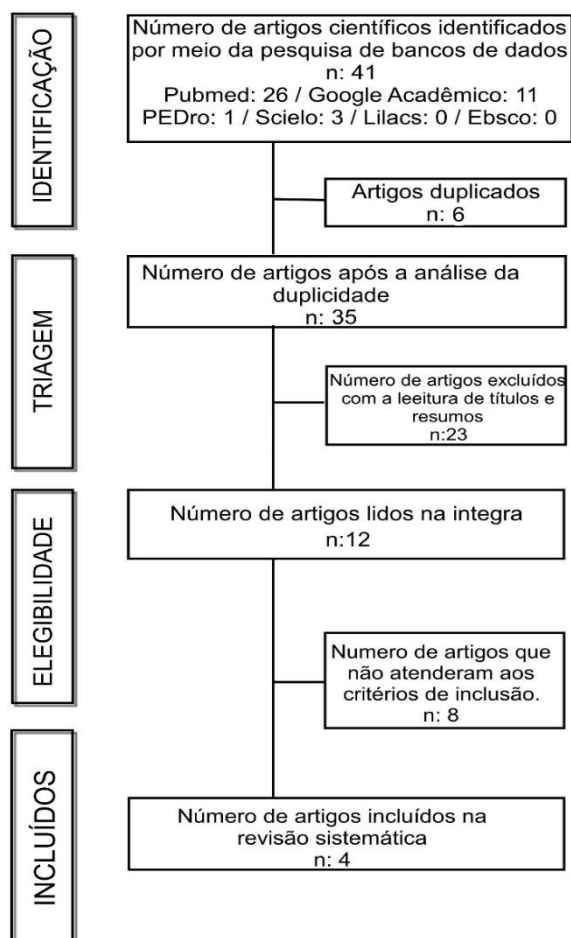 IDENTIFICAÇÃO
Número de artigos científicos identificados
por meio da pesquisa de bancos de dados
n: 41
Pubmed: 26 / Google Acadêmico: 11
PEDro: 1 / Scielo: 3 / Lilacs: 0 / Ebsco: 0
Artigos duplicados
n: 6
TRIAGEM
Número de artigos após a análise da
duplicidade
n: 35
Número de artigos excluídos
com a leeitura de títulos e
resumos
n:23
ELEGIBILIDADE
Número de artigos lidos na integra
n:12
Numero de artigos que
não atenderam aos
critérios de inclusão.
n: 8
INCLUÍDOS
Número de artigos incluídos na
revisão sistemática
n: 4